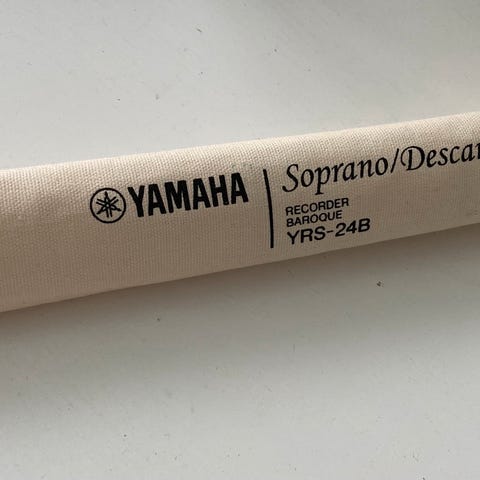 YAMAHA
Soprano/Descan
RECORDER
BAROQUE
YRS-24B